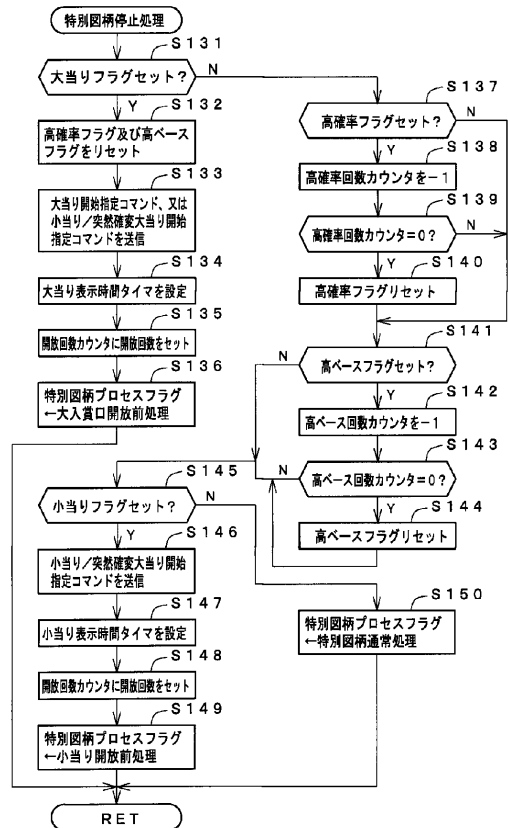 特別図柄停止処理
S131
大当りフラグセット?
N
Y
S132
高確率フラグ及び高ベース
フラグをリセット
S133
大当り開始指定コマンド、又は
小当り/突然確変大当り開始
指定コマンドを送信
S134
大当り表示時間タイマを設定
S135
開放回数カウンタに開放回数をセット
S136
特別図柄プロセスフラグ
←大入賞口開放前処理
S137
高確率フラグセット?
N
Y
S138
高確率回数カウンタを-1
S139
高確率回数カウンタ=0?
N
Y
S140
高確率フラグリセット
S141
N
高ベースフラグセット?
Y
S142
高ベース回数カウンタを-1
S143
N
高ベース回数カウンタ=0?
Y
S144
高ベースフラグリセット
S145
小当りフラグセット?
N
Y
S146
小当り/突然確変大当り開始
指定コマンドを送信
S147
小当り表示時間タイマを設定
S148
開放回数カウンタに開放回数をセット
S149
特別図柄プロセスフラグ
←小当り開放前処理
S150
特別図柄プロセスフラグ
←特別図柄通常処理
RET